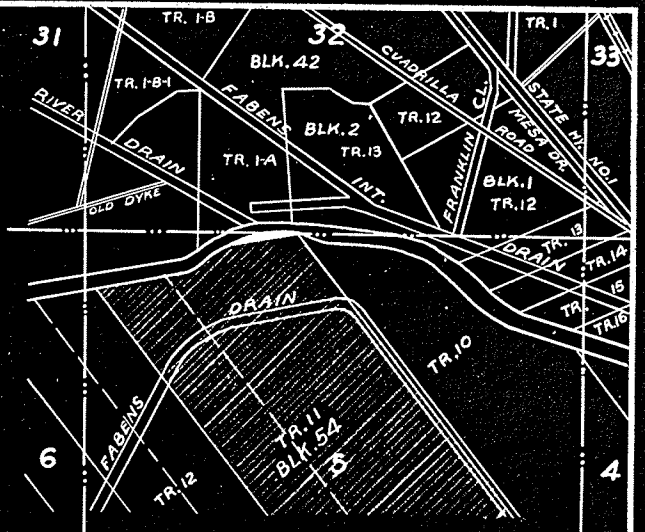 31
TR. 1-B
32
TR. 1
33
BLK. 42
CUADRILLA
TR. 1-B-1
FABENS
INT.
STATE HI. NO.1
MESA DR.
ROAD
RIVER
DRAIN
BLK. 2
TR. 13
TR. 12
FRANKLIN CL.
TR. 1-A
BLK. 1
TR. 12
OLD DYKE
DRAIN
TR. 13
TR. 14
TR. 15
TR. 16
DRAIN
TR. 10
FABENS
TR. 11
BLK. 54
5
6
TR. 12
4